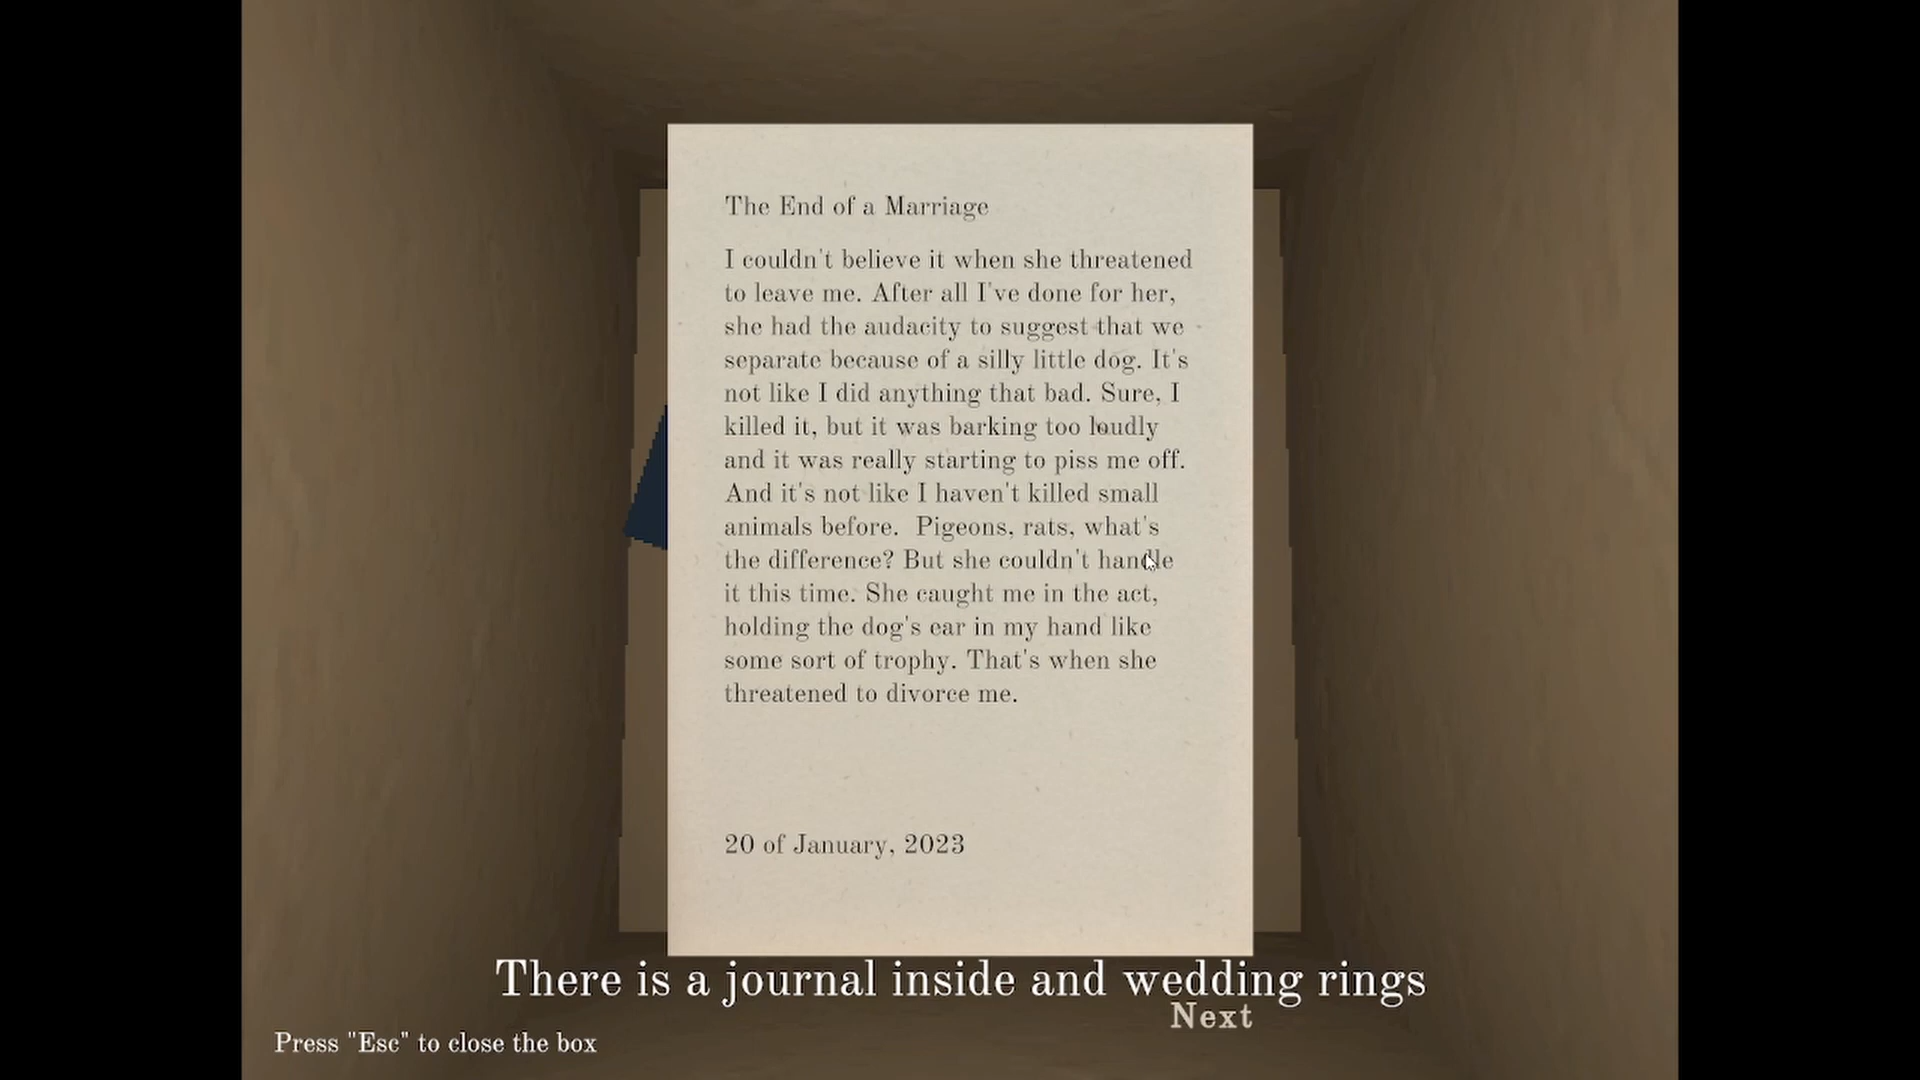 The End of a Marriage
I couldn't believe it when she threatened
to leave me. After all I've done for her,
she had the audacity to suggest that we
separate because of a silly little dog. It's
not like I did anything that bad. Sure, I
killed it, but it was barking too loudly
and it was really starting to piss me off.
And it's not like I haven't killed small
animals before.  Pigeons, rats, what's
the difference? But she couldn't handle
it this time. She caught me in the act,
holding the dog's ear in my hand like
some sort of trophy. That's when she
threatened to divorce me.
20 of January, 2023
There is a journal inside and wedding rings
Next
Press "Esc" to close the box